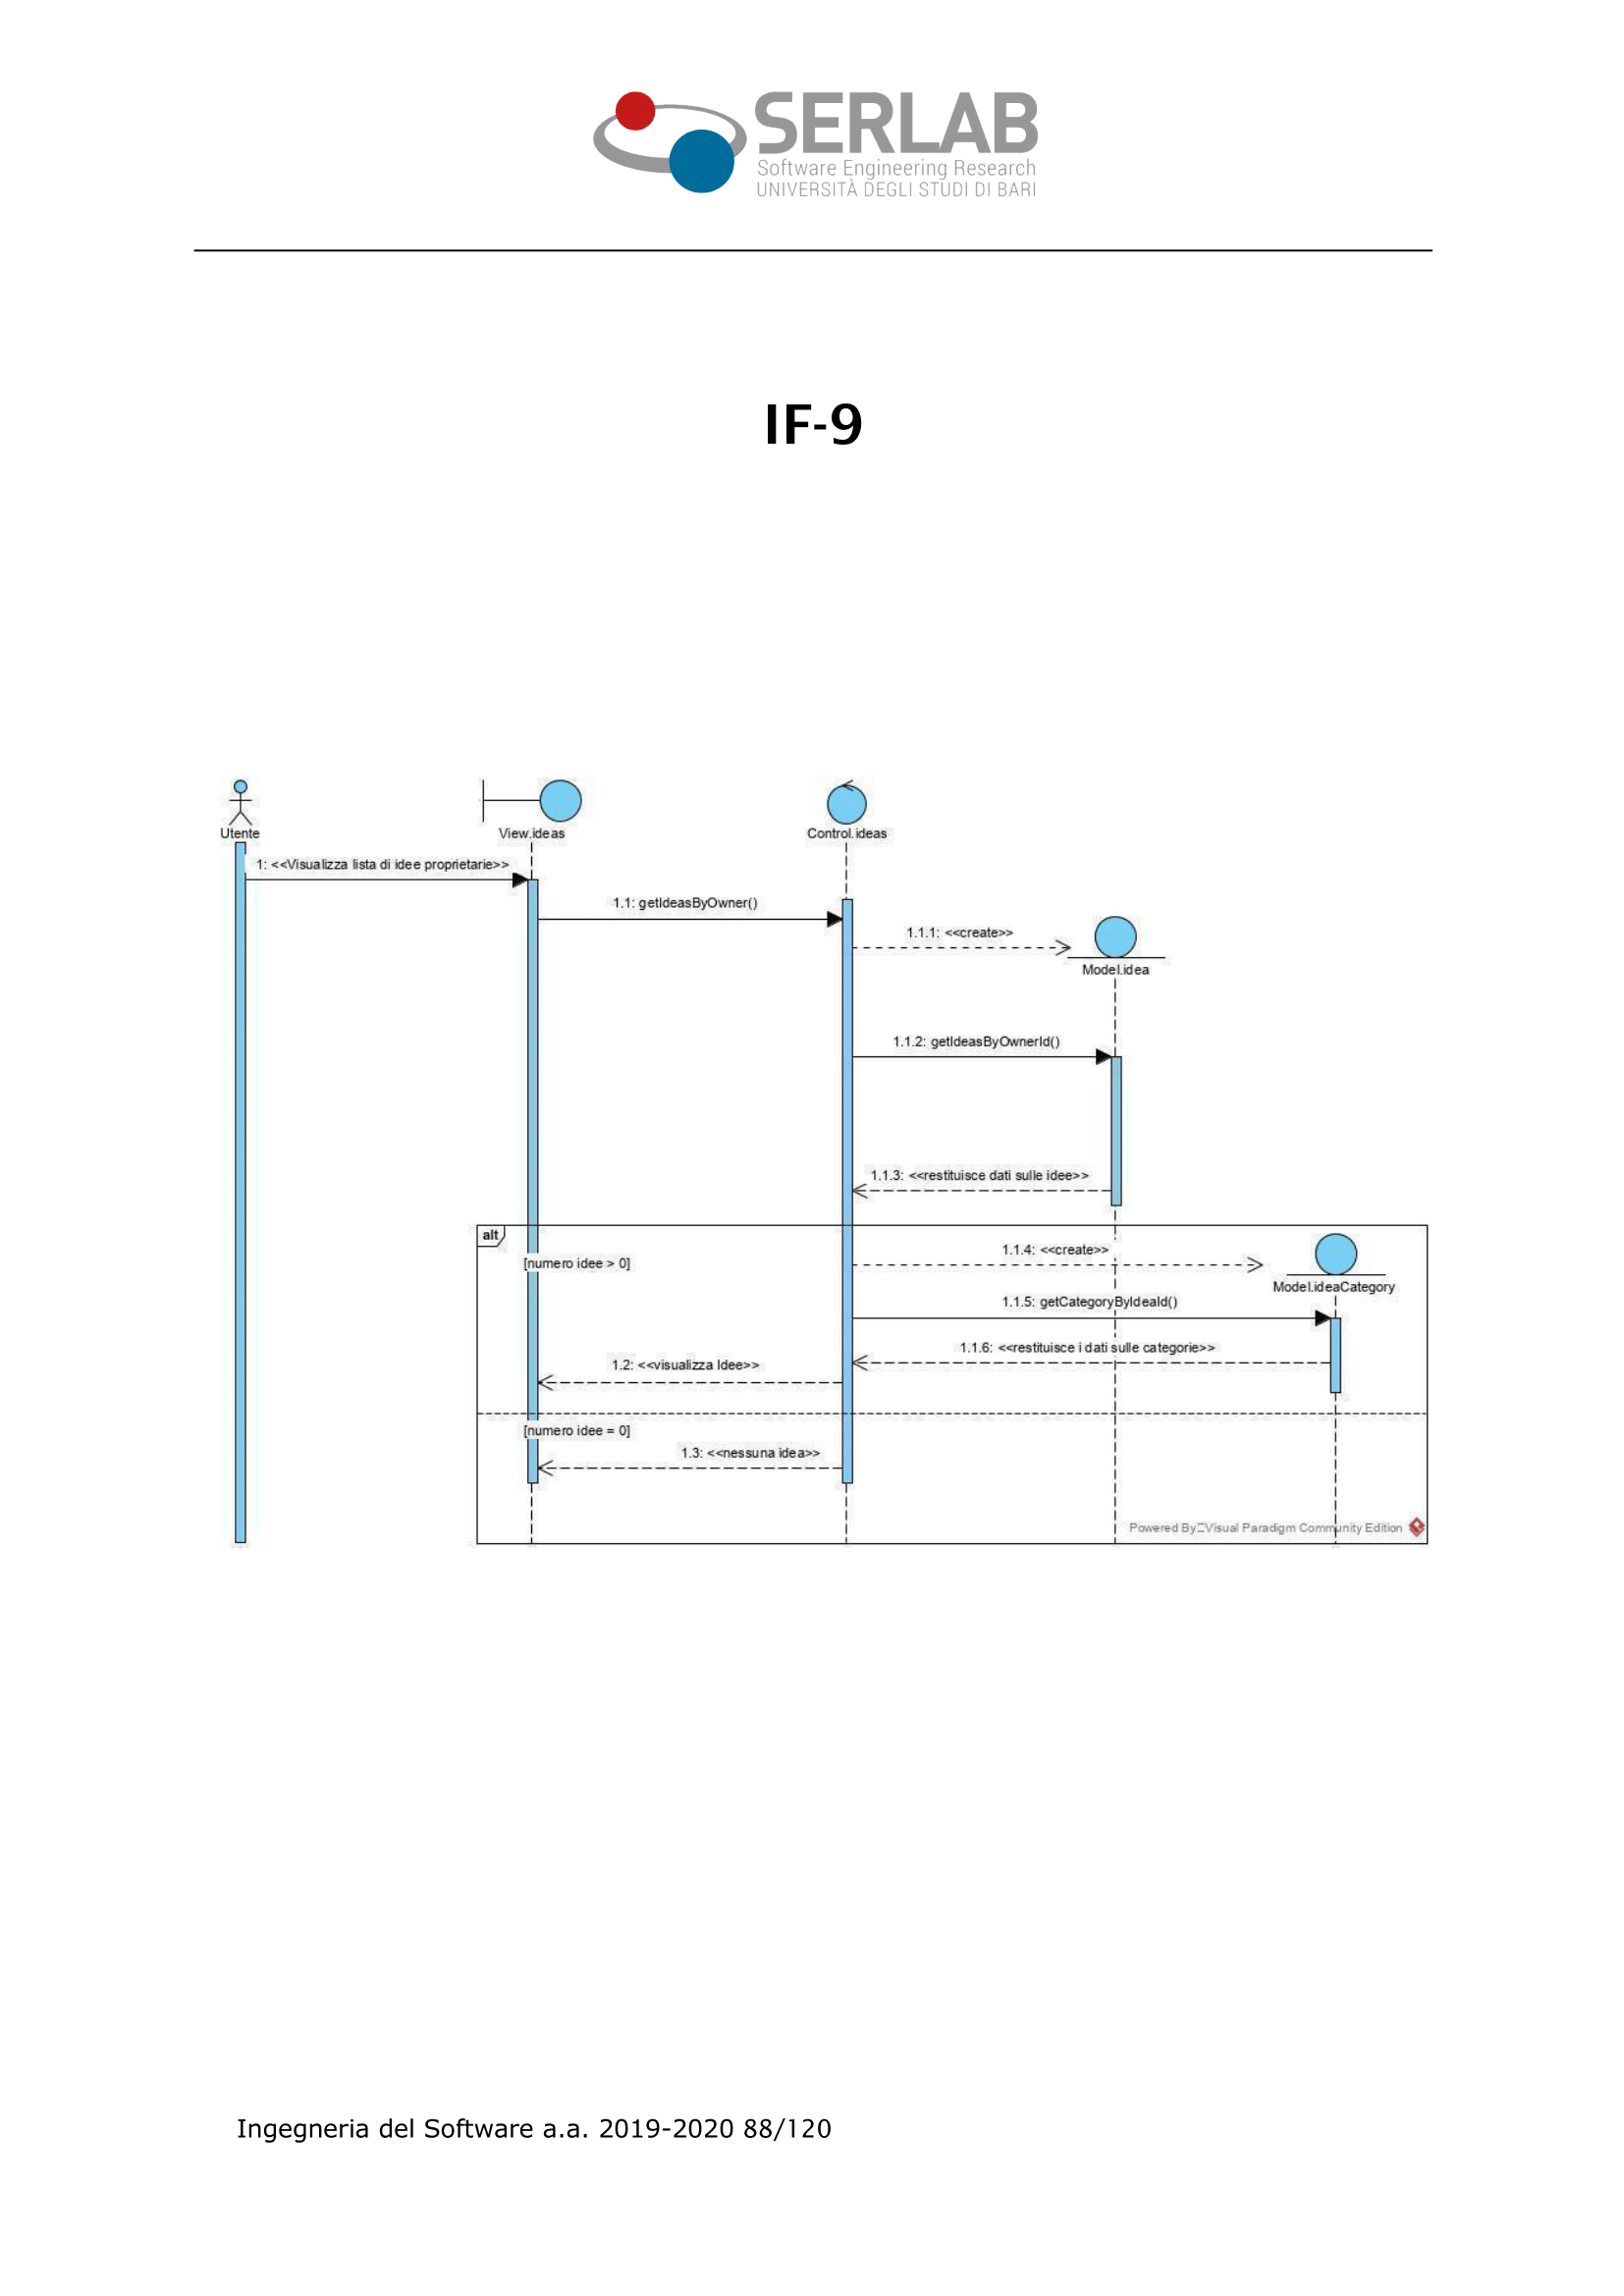 SERLAB
Software Engineering Research
UNIVERSITÀ DEGLI STUDI DI BARI
IF-9
Utente
View.ideas
Control.ideas
1: <<Visualizza lista di idee proprietarie>>
1.1: getIdeasByOwner()
1.1.1: <<create>>
Model.idea
1.1.2: getIdeasByOwnerId()
1.1.3: <<restituisce dati sulle idee>>
alt
[numero idee > 0]
1.1.4: <<create>>
Model.ideaCategory
1.1.5: getCategoryByIdeaId()
1.1.6: <<restituisce i dati sulle categorie>>
1.2: <<visualizza Idee>>
[numero idee = 0]
1.3: <<nessuna idea>>
Powered By Visual Paradigm Community Edition
Ingegneria del Software a.a. 2019-2020 88/120